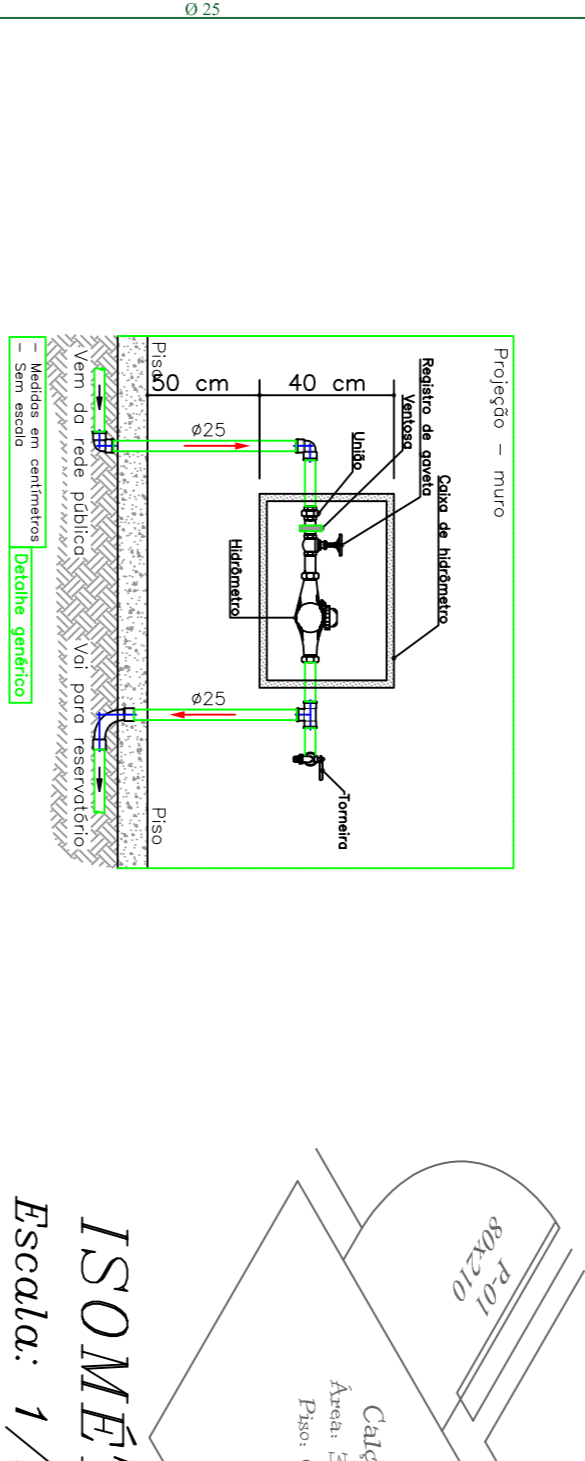 Ø 25
Projeção – muro
Caixa de hidrômetro
Registro de gaveta
Ventosa
União
Hidrômetro
Torneira
40 cm
50 cm
ø25
ø25
Piso
Piso
Vem da rede pública
Vai para reservatório
– Medidas em centímetros
– Sem escala
Detalhe genérico
P-01
80x210
Área:
Piso:
Escala: 1/